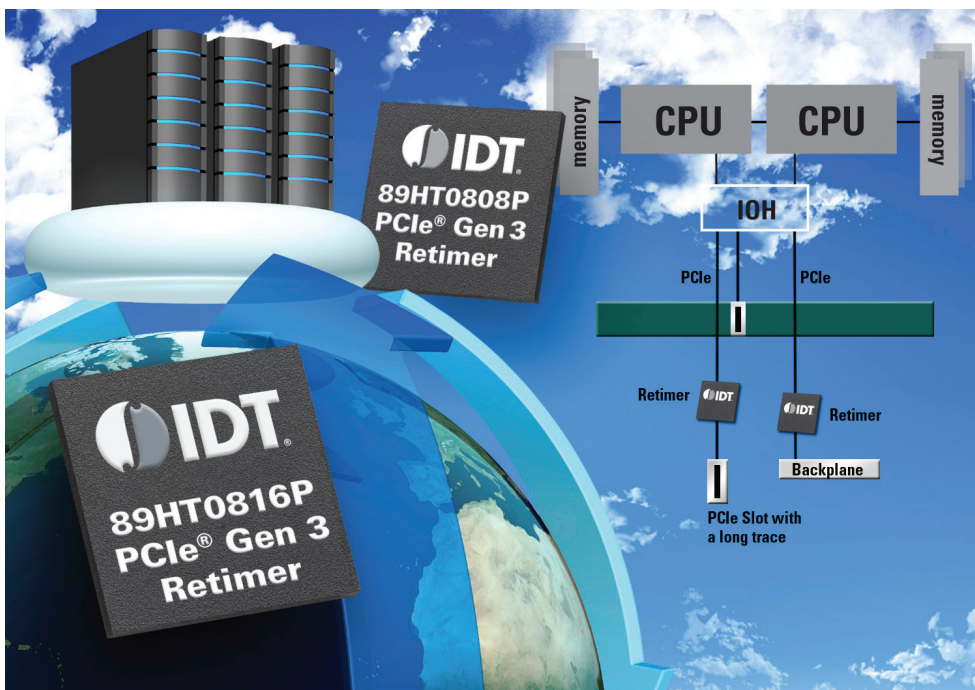 IDT®
89HT0808P
PCIe® Gen 3
Retimer
IDT®
89HT0816P
PCIe® Gen 3
Retimer
memory
CPU
CPU
memory
IOH
PCIe
PCIe
Retimer
IDT
IDT
Retimer
Backplane
PCIe Slot with
a long trace